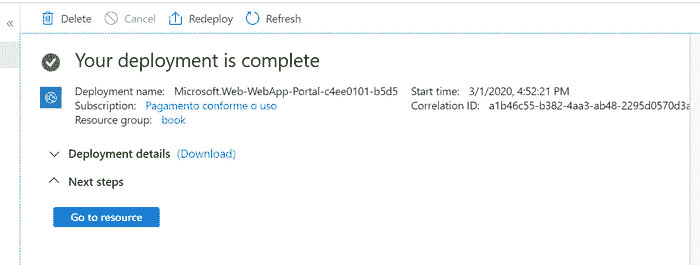 Delete Cancel Redeploy Refresh
Your deployment is complete
Deployment name: Microsoft.Web-WebApp-Portal-c4ee0101-b5d5 Start time: 3/1/2020, 4:52:21 PM
Subscription: Pagamento conforme o uso Correlation ID: a1b46c55-b382-4aa3-ab48-2295d0570d3a
Resource group: book
Deployment details (Download)
Next steps
Go to resource